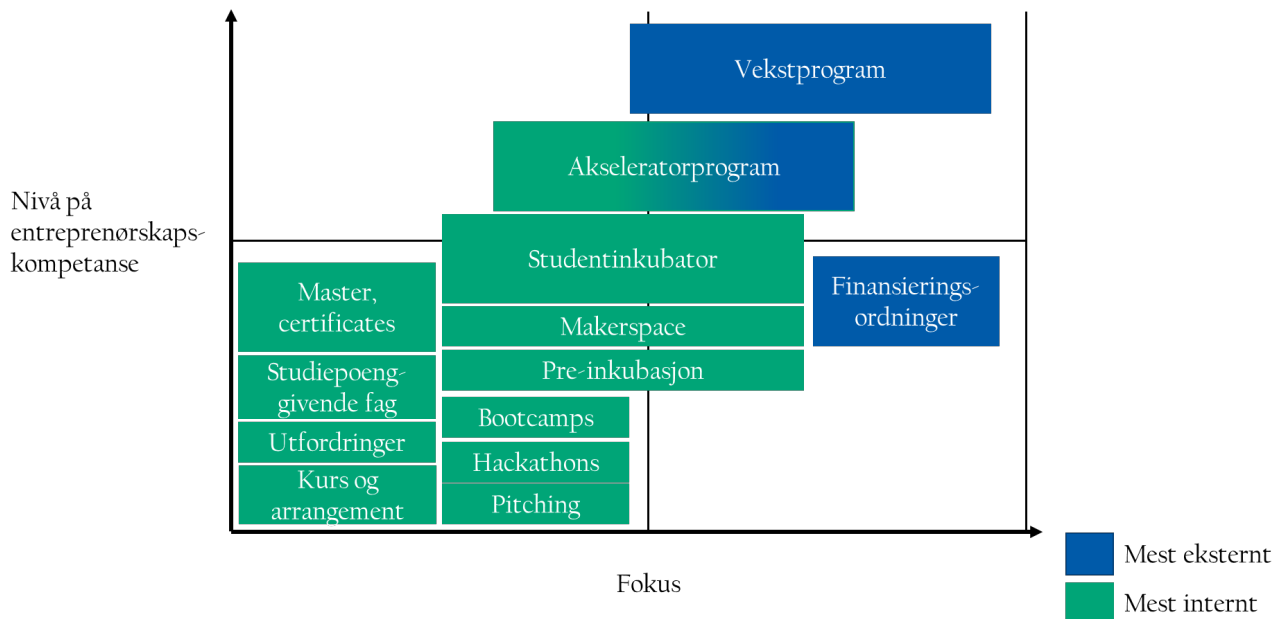 Vekstprogram
Akseleratorprogram
Nivå på
entreprenørskaps-
kompetanse
Studentinkubator
Finansierings-
ordninger
Master,
certificates
Makerspace
Studiepoeng-
givende fag
Pre-inkubasjon
Bootcamps
Utfordringer
Hackathons
Kurs og
arrangement
Pitching
Fokus
Mest eksternt
Mest internt